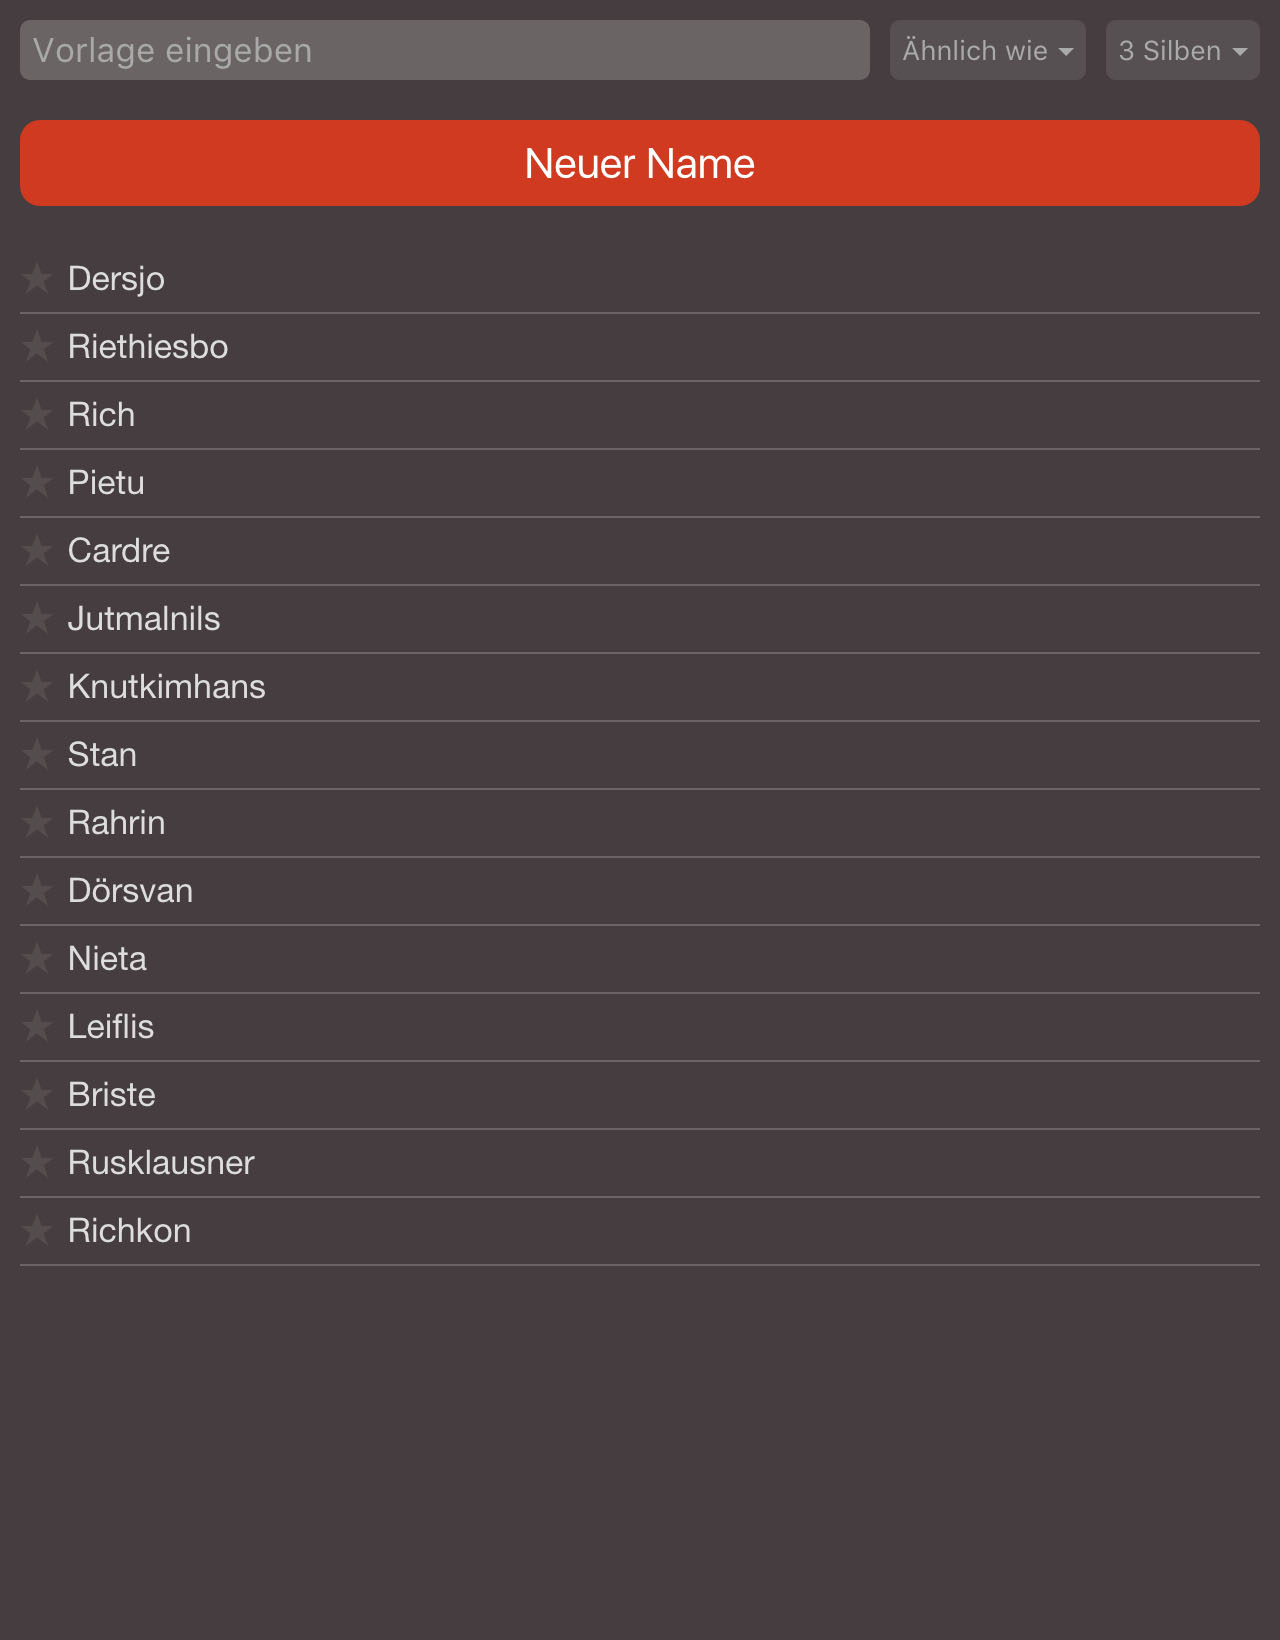 Vorlage eingeben Ähnlich wie 3 Silben
Neuer Name
Dersjo
Riethiesbo
Rich
Pietu
Cardre
Jutmalnils
Knutkimhans
Stan
Rahrin
Dörsvan
Nieta
Leiflis
Briste
Rusklausner
Richkon